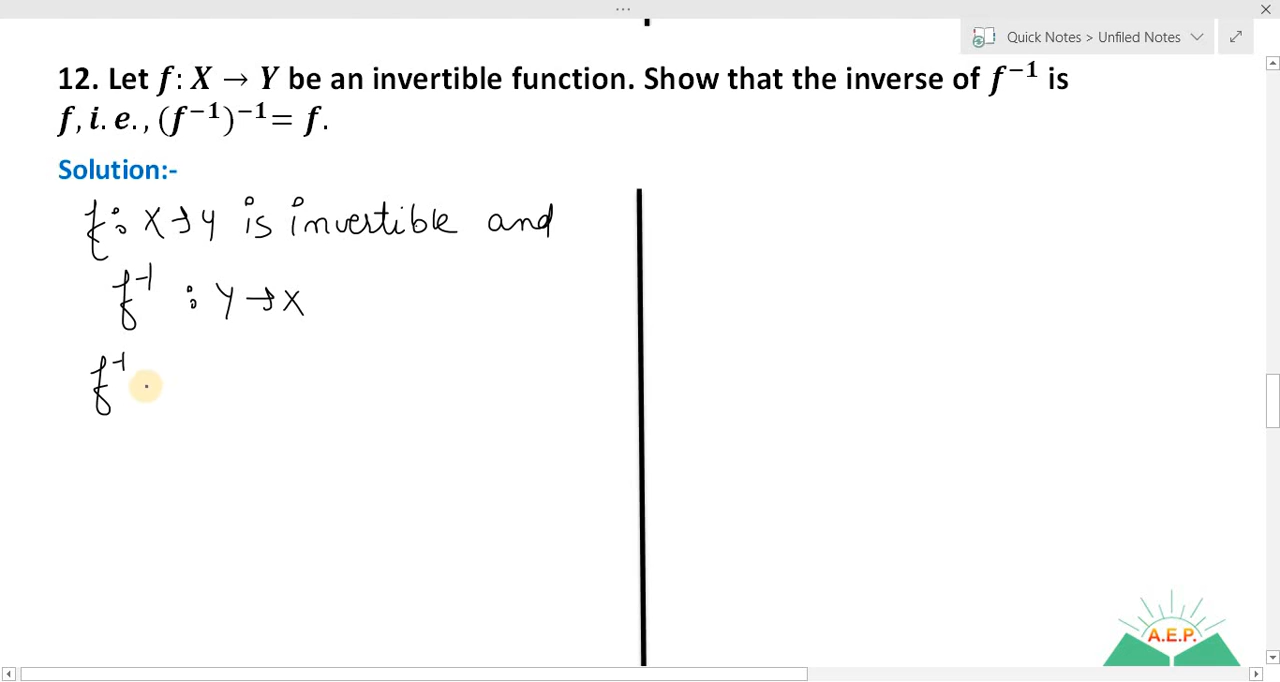 Quick Notes > Unfiled Notes
12. Let f: X → Y be an invertible function. Show that the inverse of f⁻¹ is
f, i. e., (f⁻¹)⁻¹= f.
Solution:-
f: X → Y is invertible and
f⁻¹ : Y → X
f⁻¹
A.E.P.